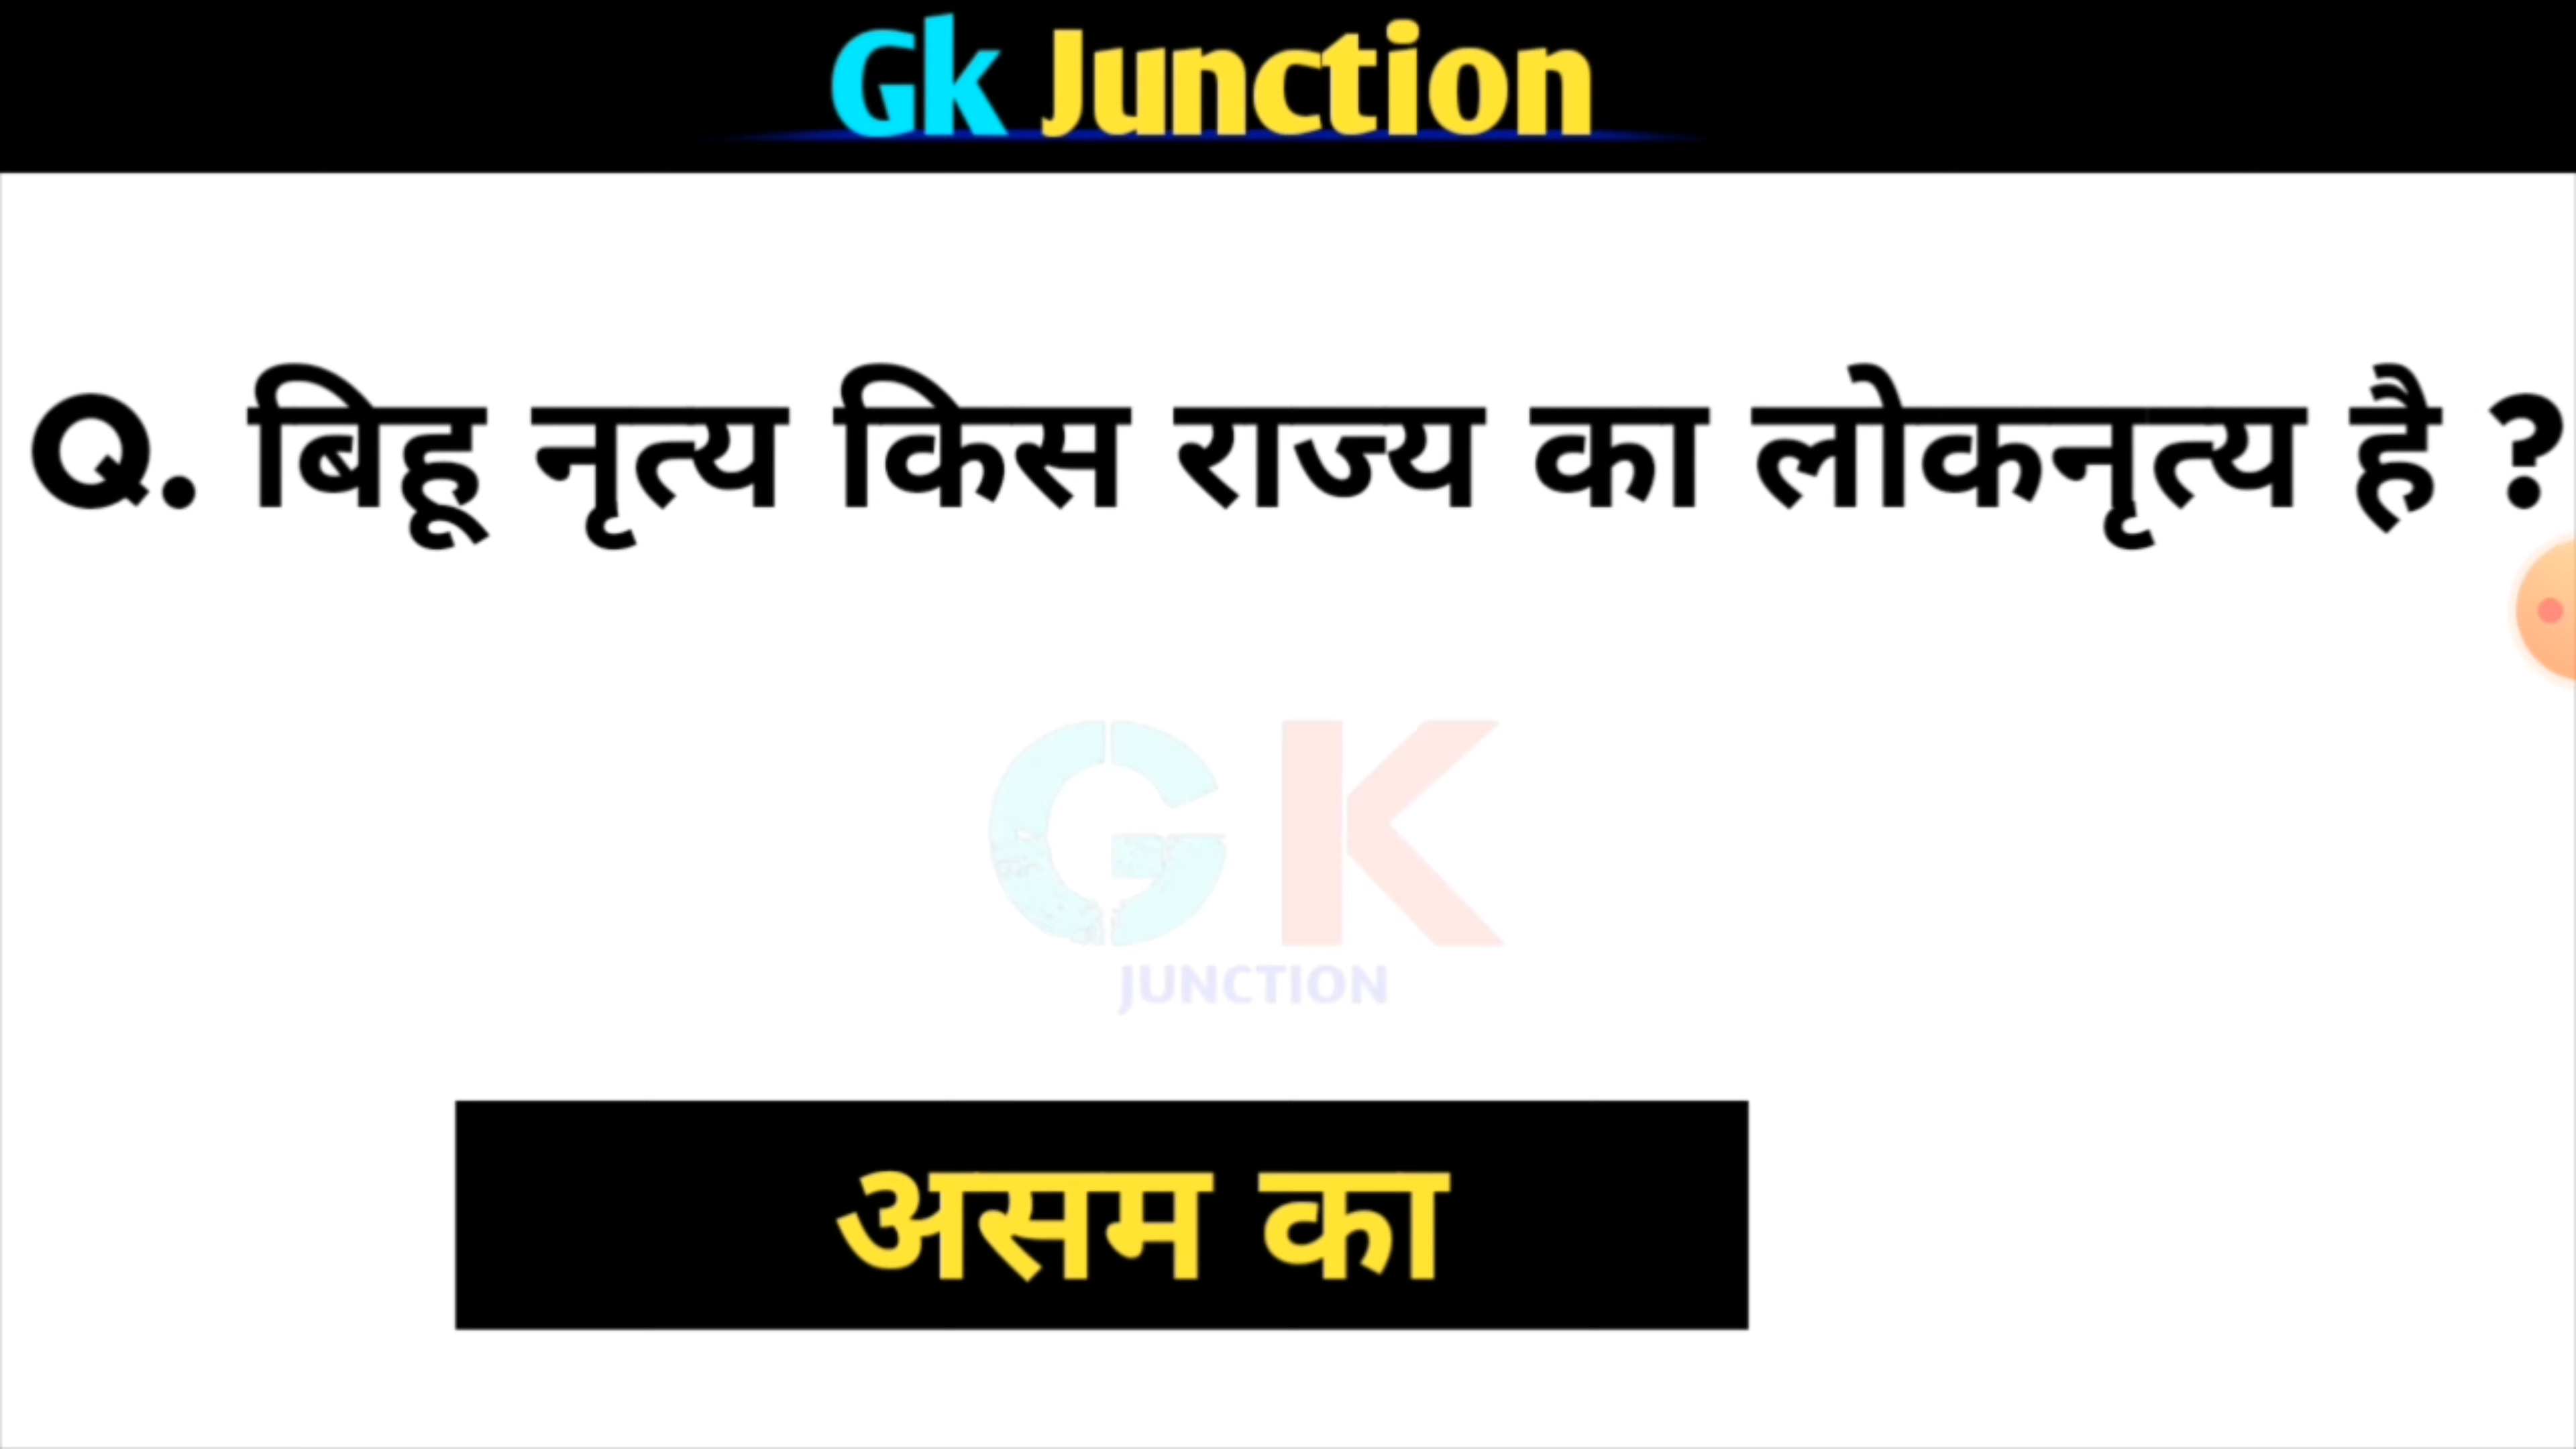 Gk Junction
Q. बिहू नृत्य किस राज्य का लोकनृत्य है ?
GK
JUNCTION
असम का